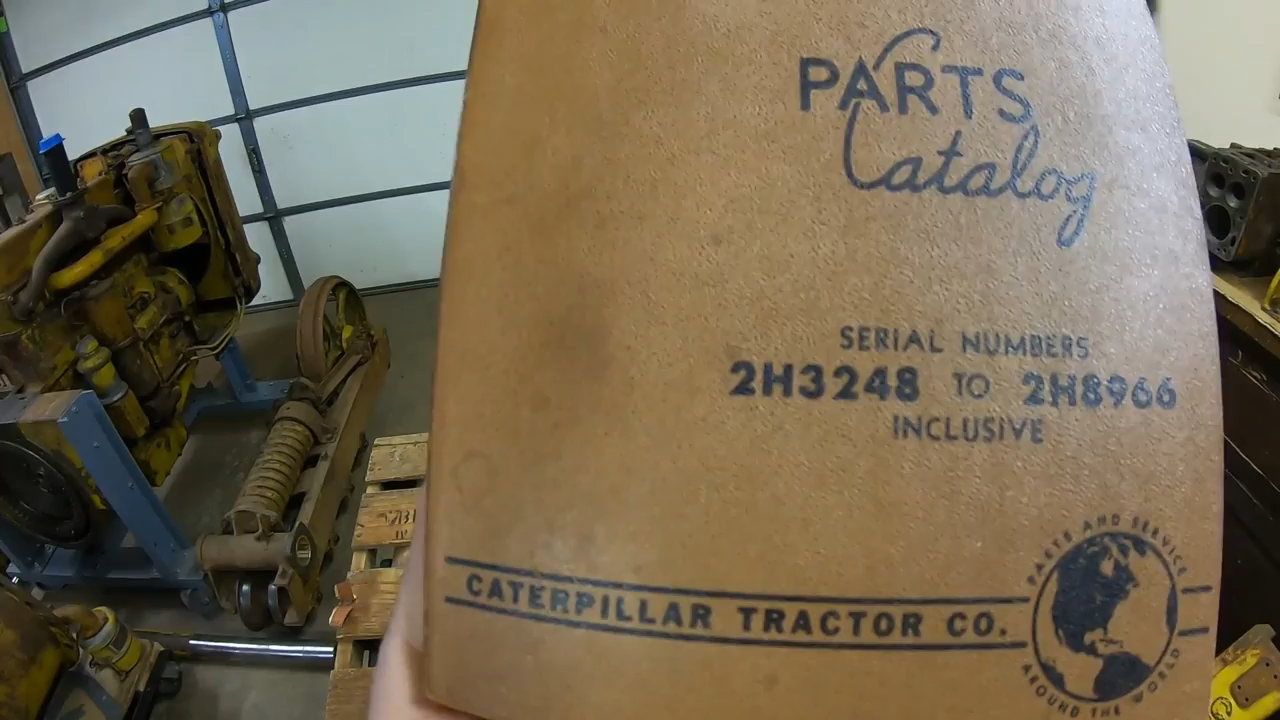 PARTS
Catalog
SERIAL NUMBERS
2H3248 TO 2H8966
INCLUSIVE
CATERPILLAR TRACTOR CO.
PARTS AND SERVICE
AROUND THE WORLD